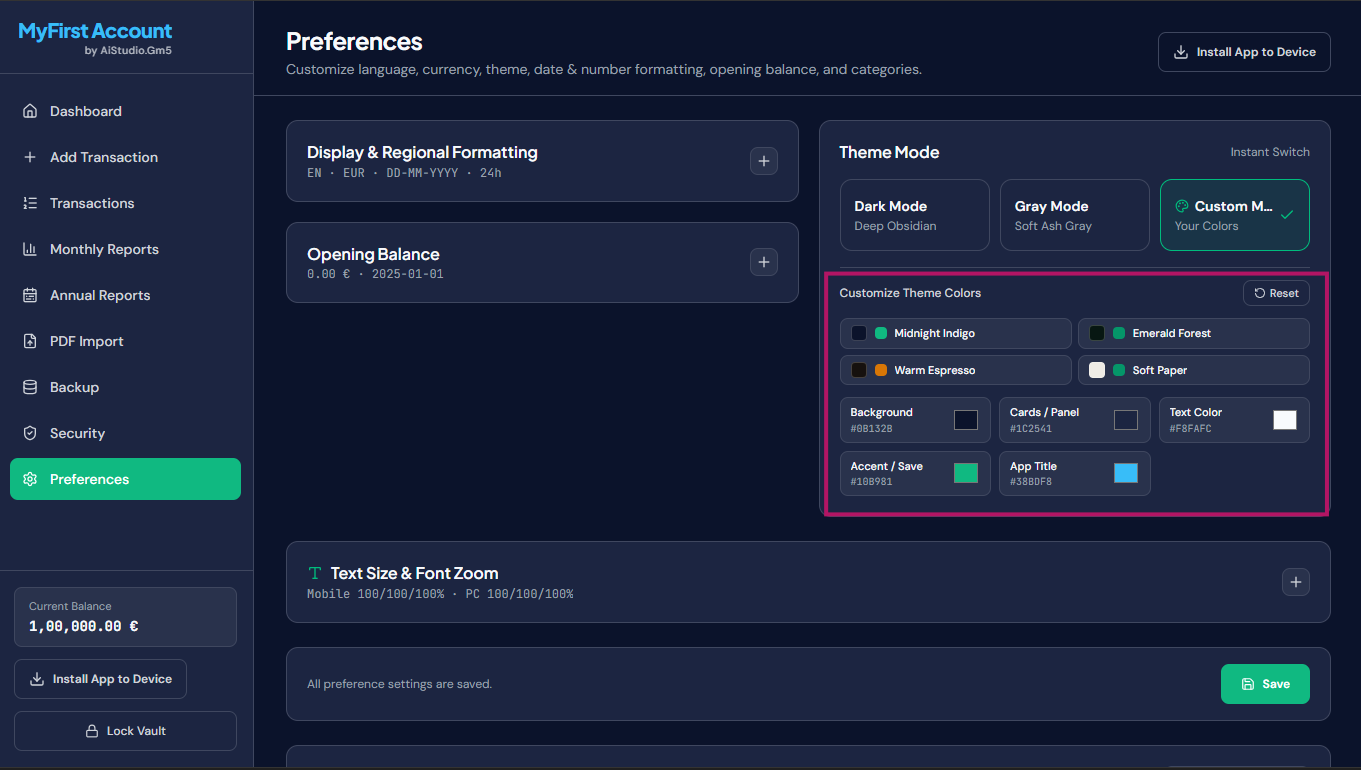 MyFirst Account
by AiStudio.Gm5
Dashboard
Add Transaction
Transactions
Monthly Reports
Annual Reports
PDF Import
Backup
Security
Preferences
Current Balance
1,00,000.00 €
Install App to Device
Lock Vault
Preferences
Customize language, currency, theme, date & number formatting, opening balance, and categories.
Install App to Device
Display & Regional Formatting
EN · EUR · DD-MM-YYYY · 24h
Opening Balance
0.00 € · 2025-01-01
Theme Mode
Instant Switch
Dark Mode
Deep Obsidian
Gray Mode
Soft Ash Gray
Custom M...
Your Colors
Customize Theme Colors
Reset
Midnight Indigo
Emerald Forest
Warm Espresso
Soft Paper
Background
#0B132B
Cards / Panel
#1C2541
Text Color
#F8FAFC
Accent / Save
#10B981
App Title
#38BDF8
Text Size & Font Zoom
Mobile 100/100/100% · PC 100/100/100%
All preference settings are saved.
Save